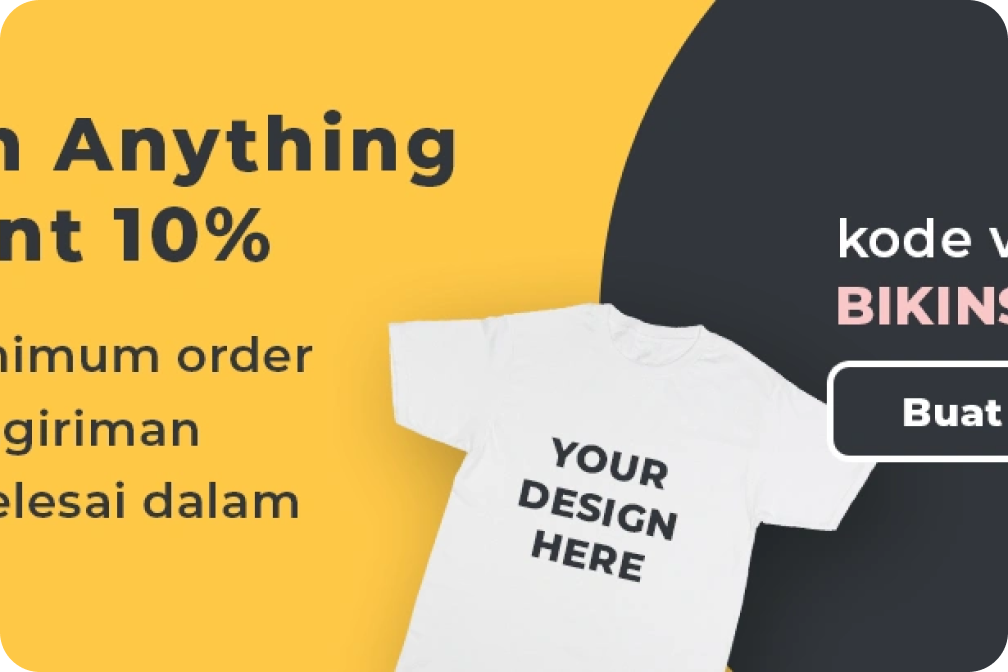 n Anything
nt 10%
nimum order
giriman
elesai dalam
YOUR
DESIGN
HERE
kode v
BIKINS
Buat